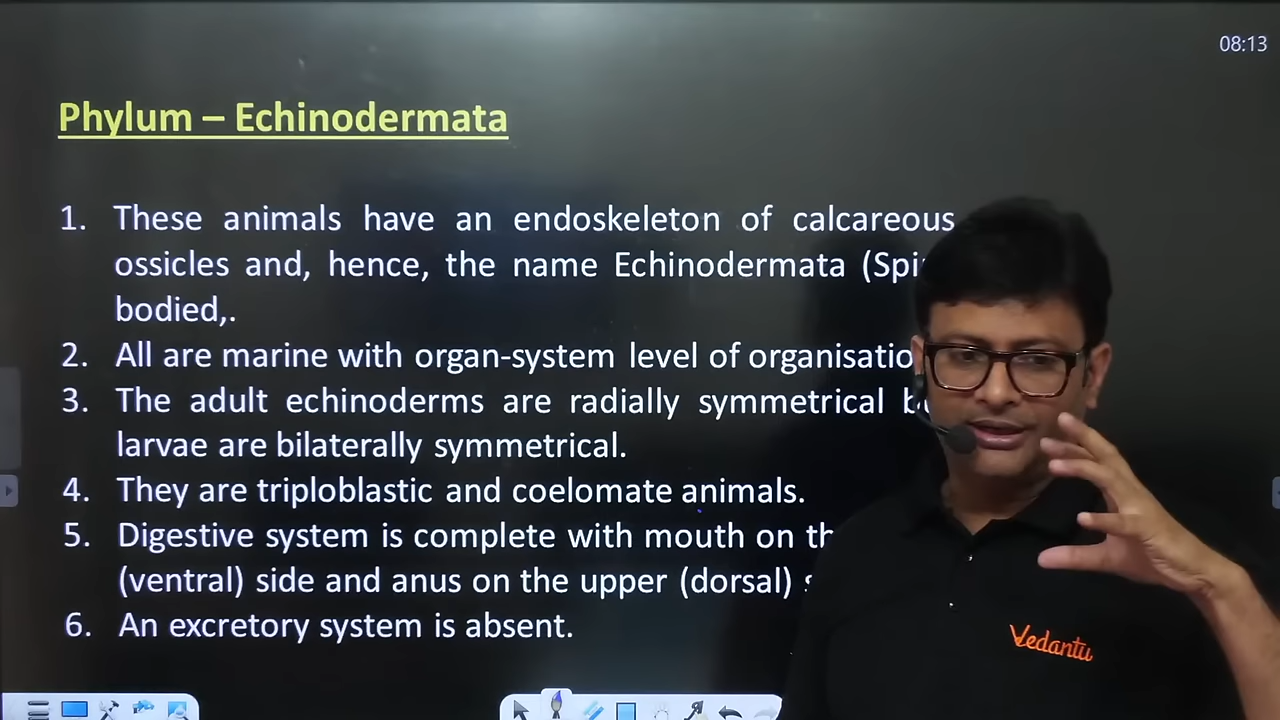 08:13
Phylum – Echinodermata
1. These animals have an endoskeleton of calcareous
ossicles and, hence, the name Echinodermata
bodied,.
2. All are marine with organ-system level of
3. The adult echinoderms are radially symmetrical
larvae are bilaterally symmetrical.
4. They are triploblastic and coelomate animals.
5. Digestive system is complete with mouth on
(ventral) side and anus on the upper (dorsal)
6. An excretory system is absent.
Vedantu